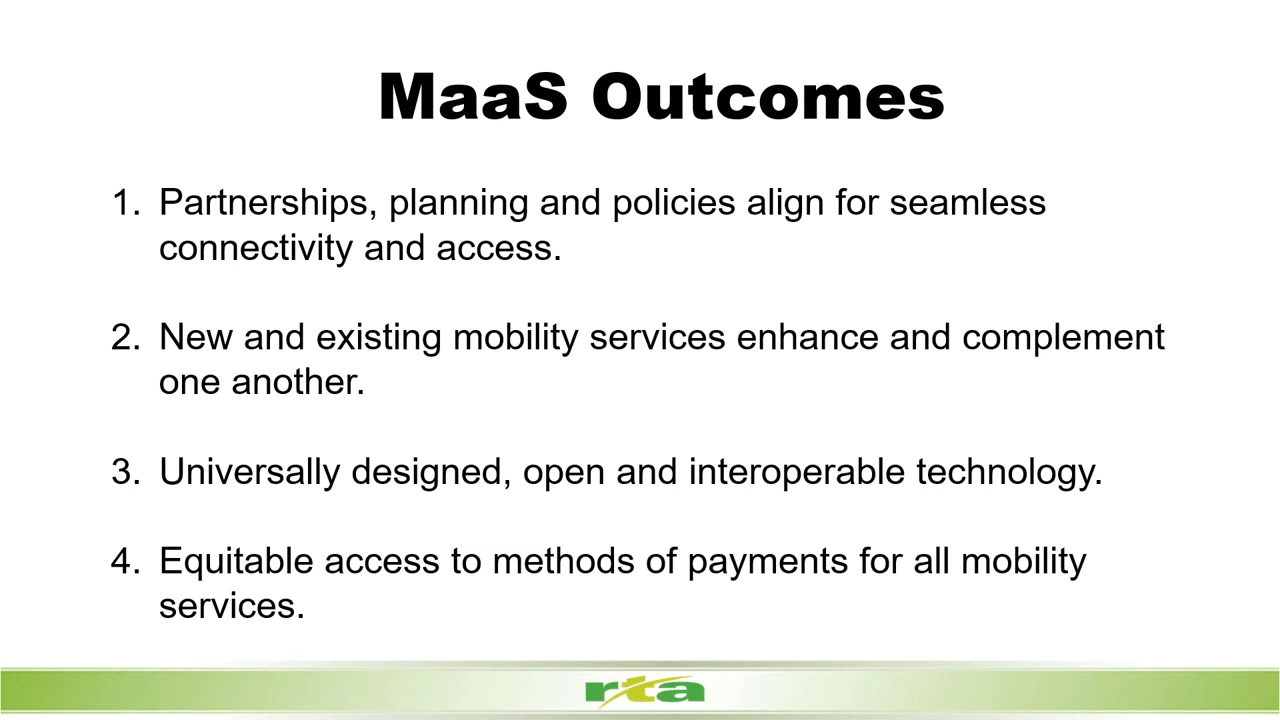 MaaS Outcomes
1. Partnerships, planning and policies align for seamless
connectivity and access.
2. New and existing mobility services enhance and complement
one another.
3. Universally designed, open and interoperable technology.
4. Equitable access to methods of payments for all mobility
services.
rta